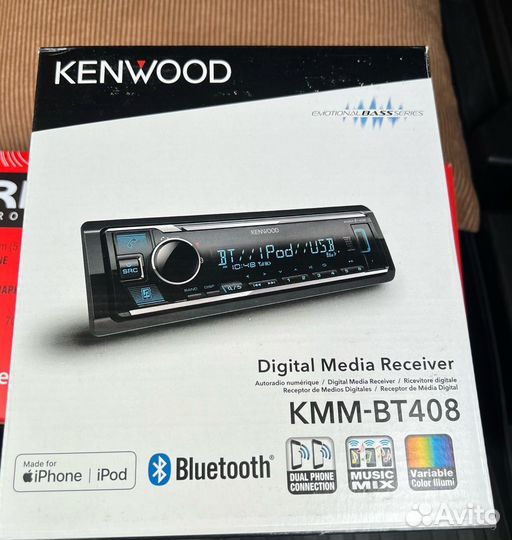 KENWOOD
EMOTIONAL BASS SERIES
KENWOOD
BT///iPod//USB
10:48
SRC
BAND
DISP
Digital Media Receiver
Autoradio numérique / Digital Media Receiver / Ricevitore digitale
Receptor de Medios Digitales / Receptor de Média Digital
KMM-BT408
Made for
iPhone | iPod
Bluetooth®
DUAL PHONE
CONNECTION
MUSIC
MIX
Variable
Color Illumi
Avito